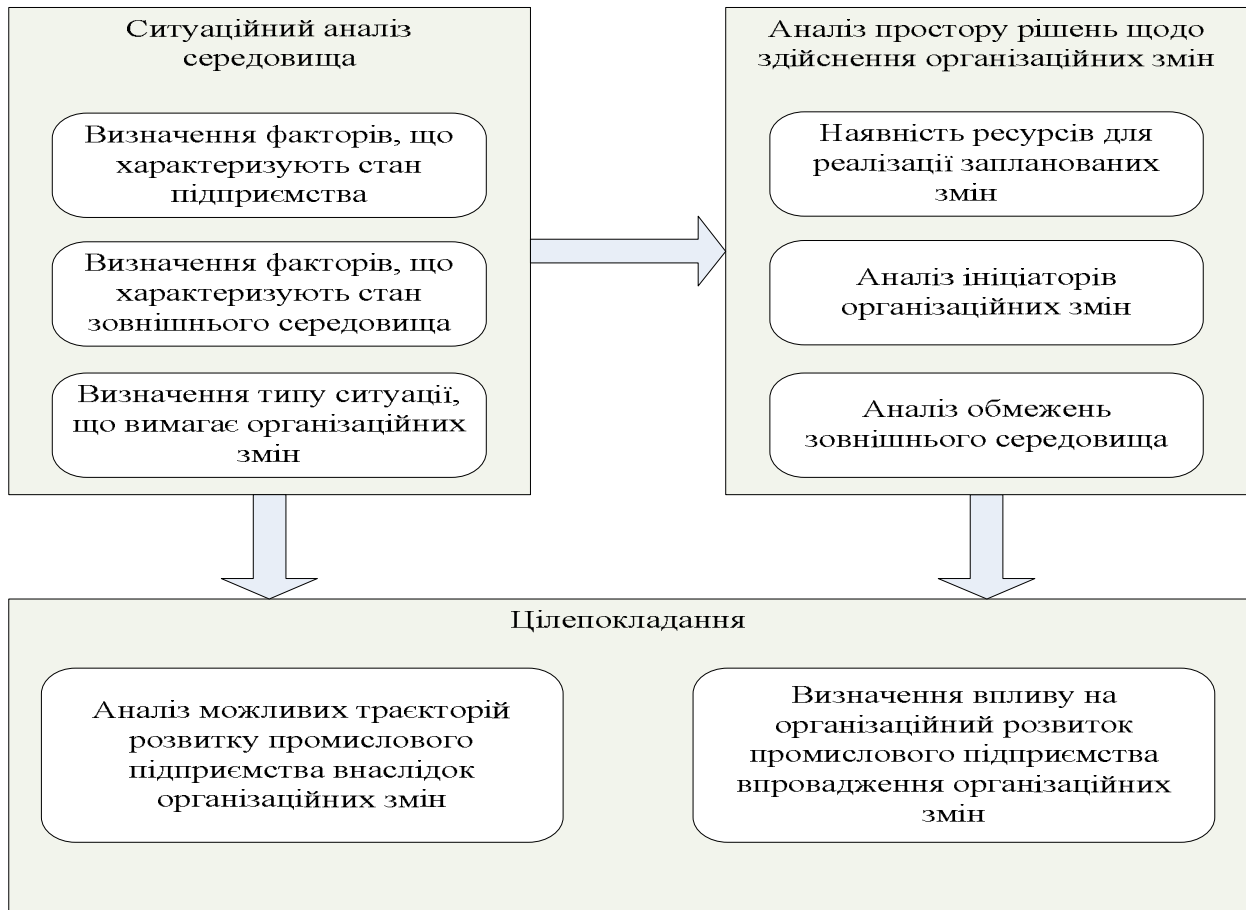 Ситуаційний аналіз
середовища
Визначення факторів, що
характеризують стан
підприємства
Визначення факторів, що
характеризують стан
зовнішнього середовища
Визначення типу ситуації,
що вимагає організаційних
змін
Аналіз простору рішень щодо
здійснення організаційних змін
Наявність ресурсів для
реалізації запланованих
змін
Аналіз ініціаторів
організаційних змін
Аналіз обмежень
зовнішнього середовища
Цілепокладання
Аналіз можливих траєкторій
розвитку промислового
підприємства внаслідок
організаційних змін
Визначення впливу на
організаційний розвиток
промислового підприємства
впровадження організаційних
змін